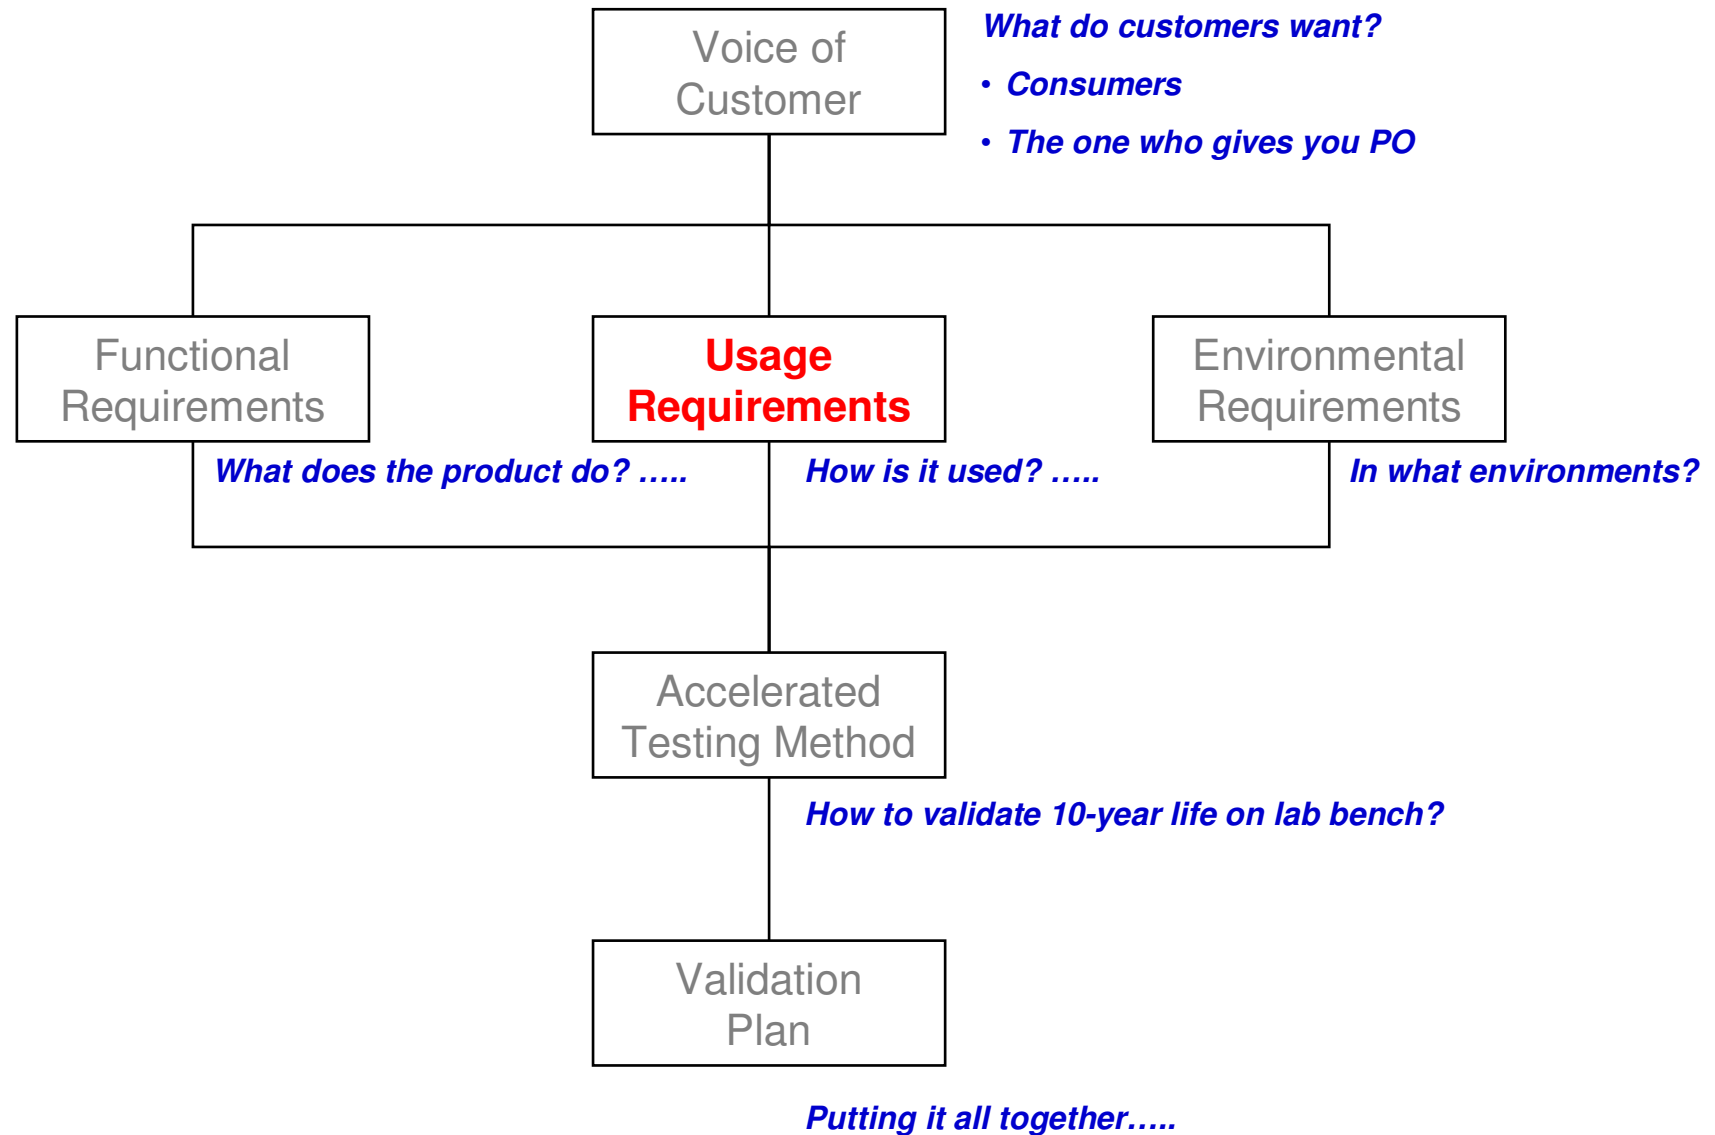 Voice of
Customer
What do customers want?
• Consumers
• The one who gives you PO
Functional
Requirements
Usage
Requirements
Environmental
Requirements
What does the product do? …..
How is it used? …..
In what environments?
Accelerated
Testing Method
How to validate 10-year life on lab bench?
Validation
Plan
Putting it all together…..